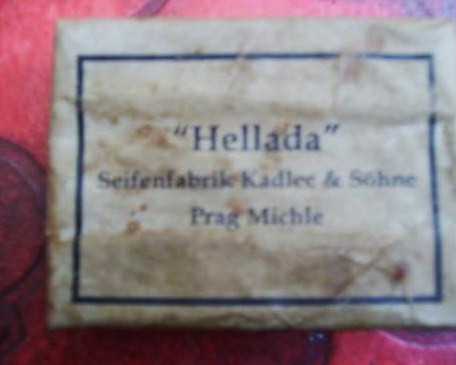 "Hellada"
Seifenfabrik Kadlec & Söhne
Prag Michle